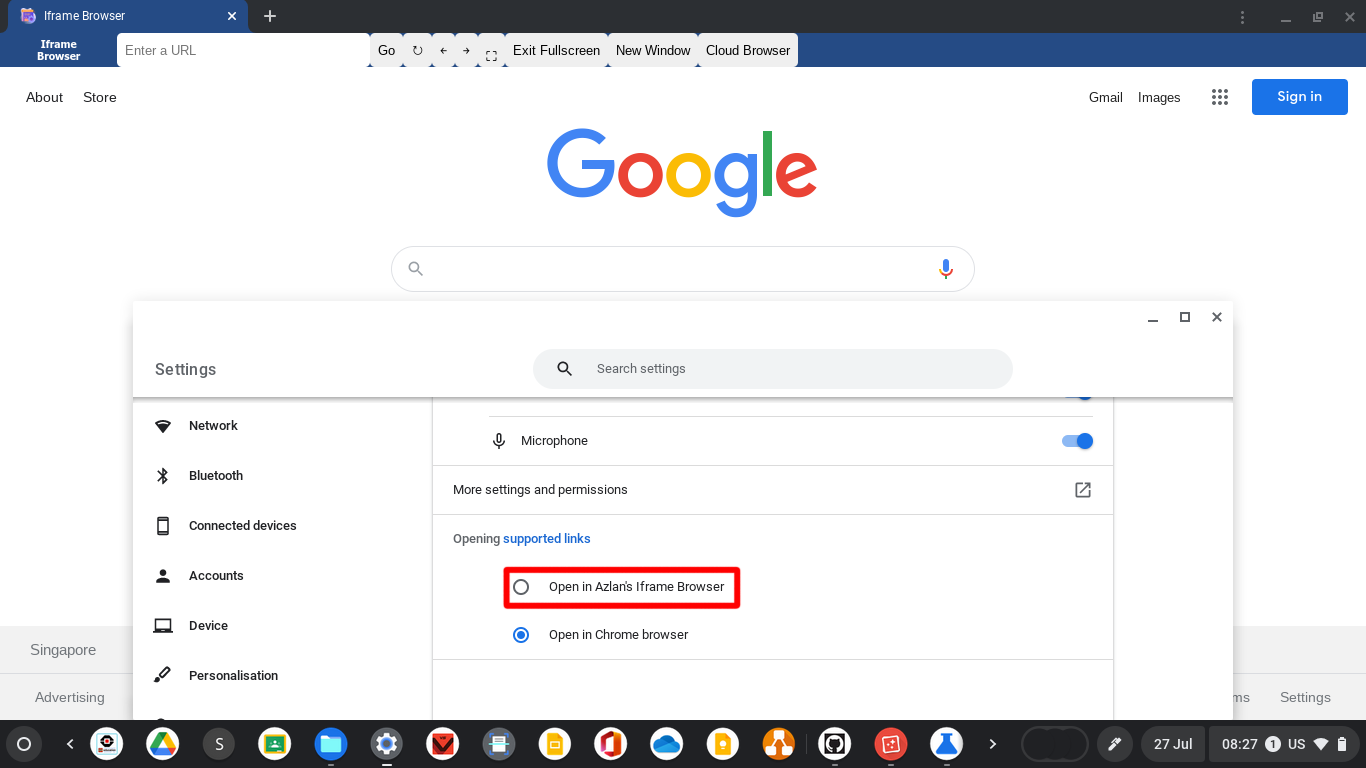 Iframe Browser
Iframe
Browser
Enter a URL
Go
Exit Fullscreen
New Window
Cloud Browser
About
Store
Gmail
Images
Sign in
Google
Settings
Search settings
Network
Bluetooth
Connected devices
Accounts
Device
Personalisation
Microphone
More settings and permissions
Opening supported links
Open in Azlan's Iframe Browser
Open in Chrome browser
Singapore
Advertising
ms
Settings
S
27 Jul
08:27
1
US